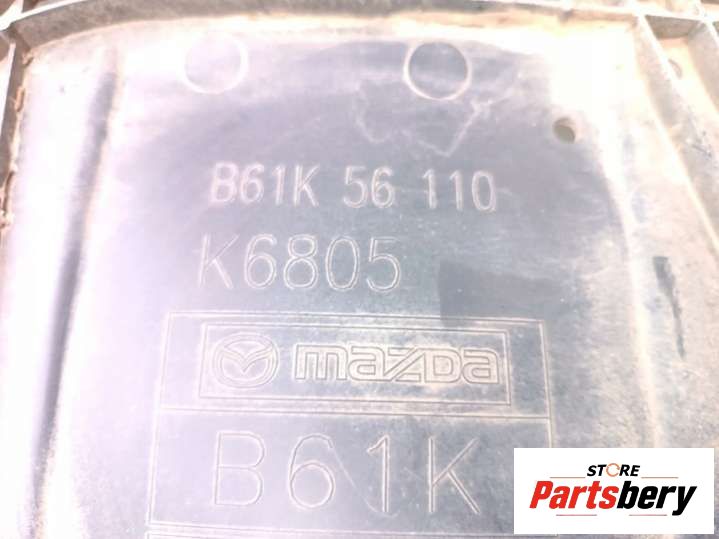 B61K 56 110
K6805
mazda
B61K
STORE
Partsbery